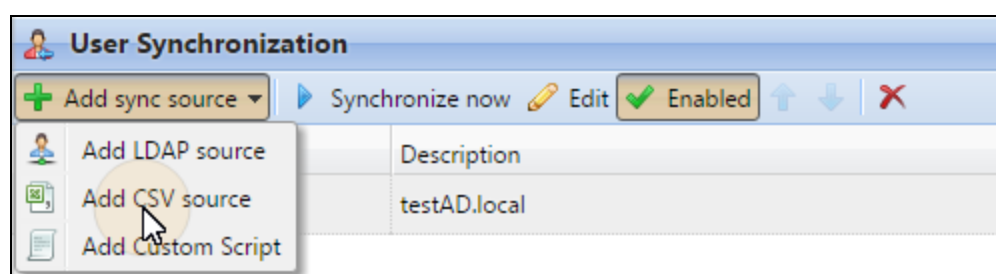 User Synchronization
Add sync source Synchronize now Edit Enabled
Add LDAP source Description
Add CSV source testAD.local
Add Custom Script